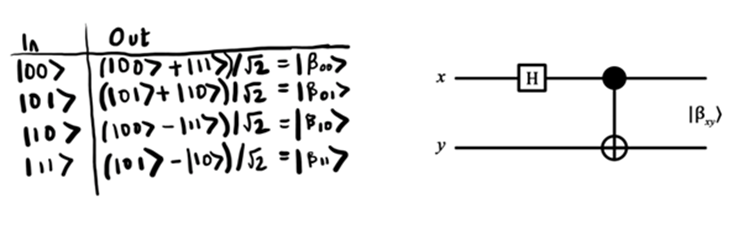 In Out
|00> (|00> + |11>)/√2 = |β₀₀>
|01> (|01> + |10>)/√2 = |β₀₁>
|10> (|00> - |11>)/√2 = |β₁₀>
|11> (|01> - |10>)/√2 = |β₁₁>
x H
|βxy⟩
y